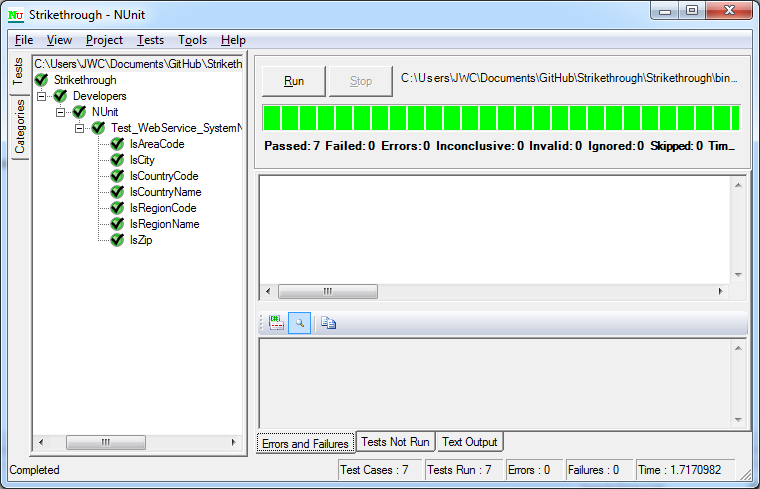 NU Strikethrough - NUnit
File View Project Tests Tools Help
Tests
Categories
C:\Users\JWC\Documents\GitHub\Striketh
Strikethrough
Developers
NUnit
Test_WebService_SystemN
IsAreaCode
IsCity
IsCountryCode
IsCountryName
IsRegionCode
IsRegionName
IsZip
Run Stop C:\Users\JWC\Documents\GitHub\Strikethrough\Strikethrough\bin...
Passed: 7 Failed: 0 Errors: 0 Inconclusive: 0 Invalid: 0 Ignored: 0 Skipped: 0 Tim...
Errors and Failures Tests Not Run Text Output
Completed Test Cases : 7 Tests Run : 7 Errors : 0 Failures : 0 Time : 1.7170982